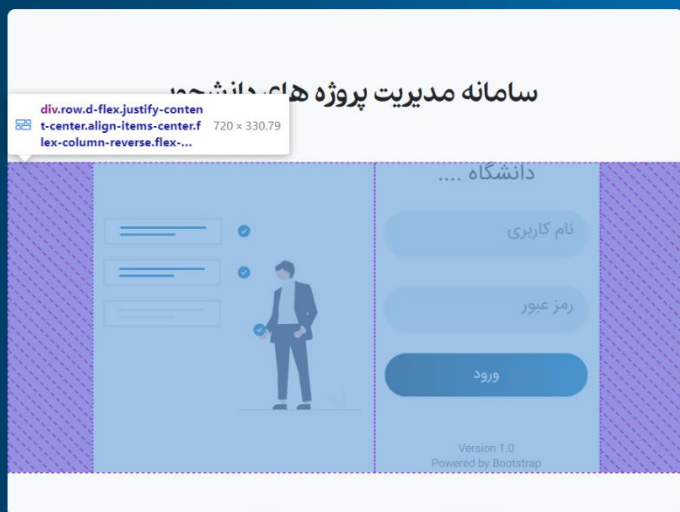 سامانه مدیریت پروژه های دانشجویی
div.row.d-flex.justify-conten
t-center.align-items-center.f
lex-column-reverse.flex-...
720 × 330.79
دانشگاه ....
نام کاربری
رمز عبور
ورود
Version 1.0
Powered by Bootstrap